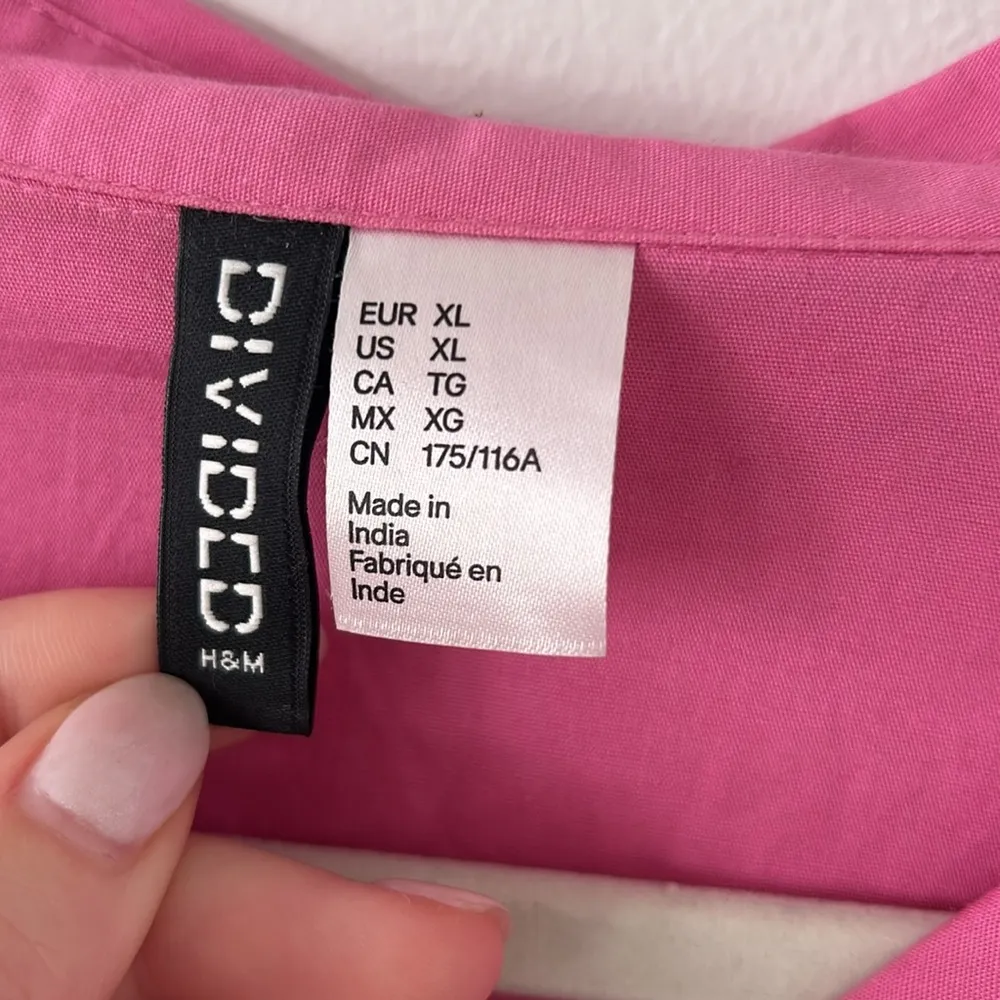 DIVIDED
H&M
EUR XL
US XL
CA TG
MX XG
CN 175/116A
Made in
India
Fabriqué en
Inde